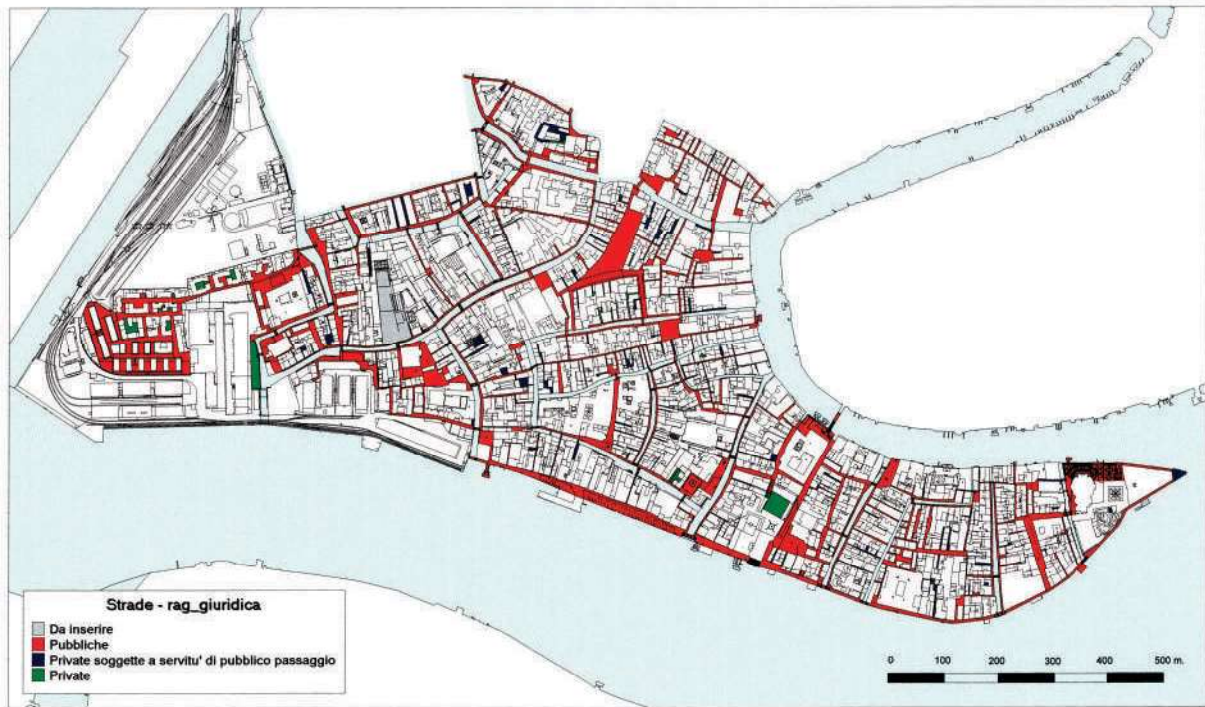 Strade - rag_giuridica
Da inserire
Pubbliche
Private soggette a servitu' di pubblico passaggio
Private
0 100 200 300 400 500 m.